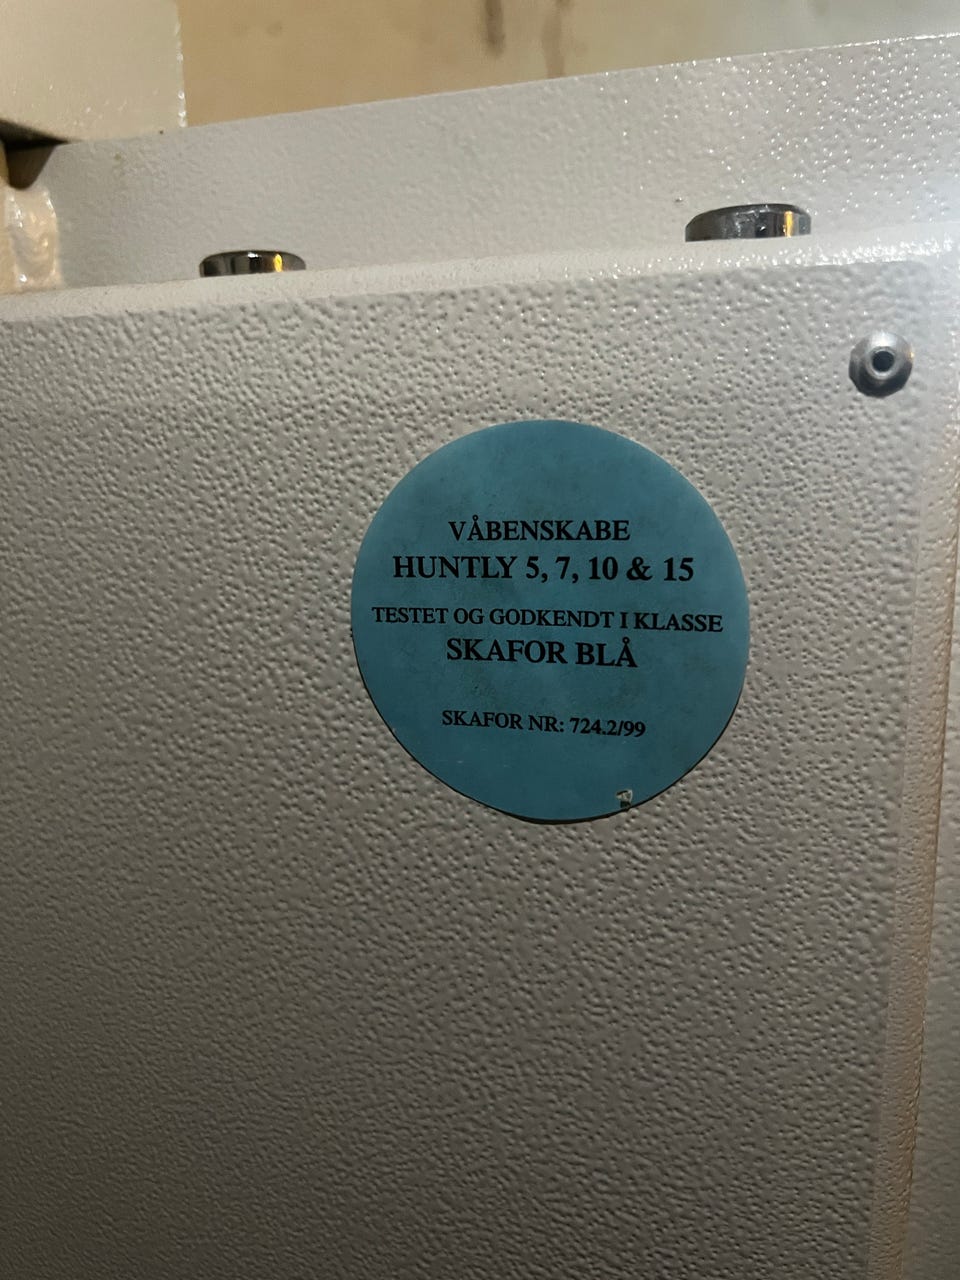 VÅBENSKABE
HUNTLY 5, 7, 10 & 15
TESTET OG GODKENDT I KLASSE
SKAFOR BLÅ
SKAFOR NR: 724.2/99